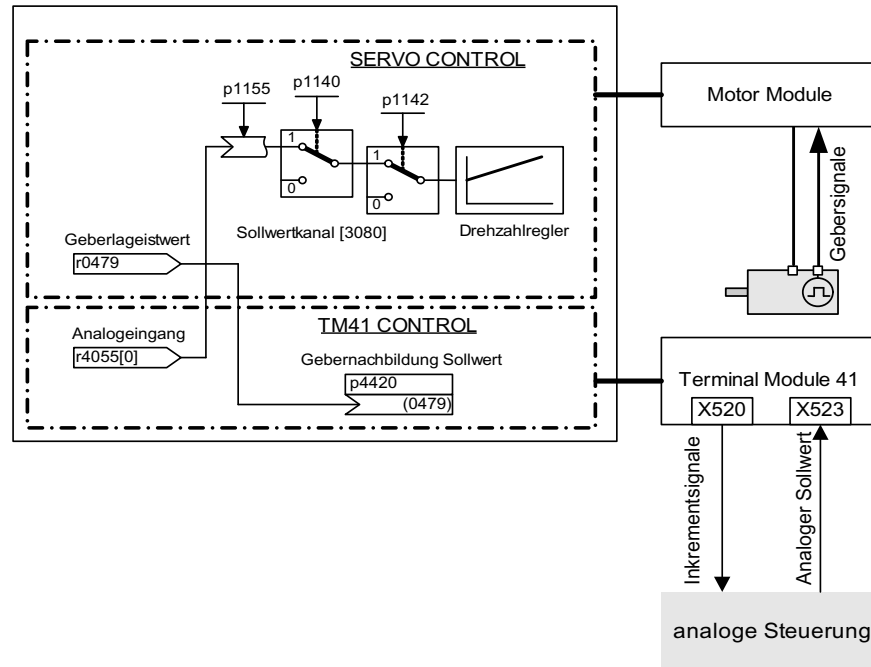 SERVO CONTROL
p1155
p1140
p1142
1
0
1
0
Sollwertkanal [3080]
Drehzahlregler
Geberlageistwert
r0479
TM41 CONTROL
Analogeingang
r4055[0]
Gebernachbildung Sollwert
p4420
(0479)
Motor Module
Gebersignale
Terminal Module 41
X520
X523
Inkrementsignale
Analoger Sollwert
analoge Steuerung